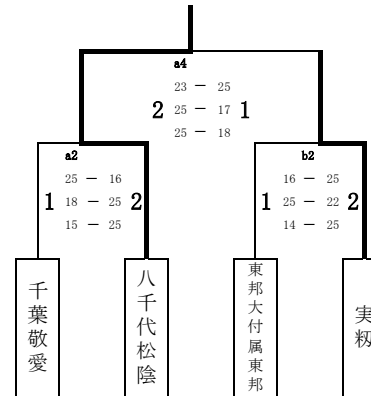 a4
23 － 25
2 25 － 17 1
25 － 18
a2
25 － 16
1 18 － 25 2
15 － 25
b2
16 － 25
1 25 － 22 2
14 － 25
千葉敬愛
八千代松陰
東邦大付属東邦
実籾